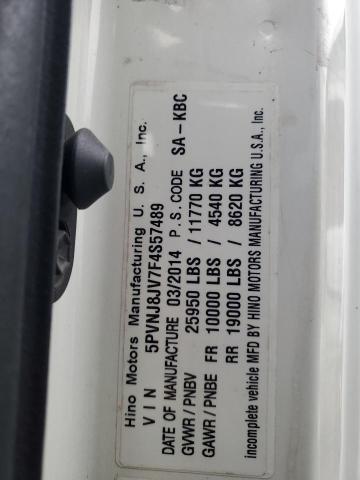 Hino Motors Manufacturing U. S. A., Inc.
VIN 5PVNJ8JV7F4S57489
DATE OF MANUFACTURE 03/2014 P.S. CODE SA-KBC
GVWR / PNBV 25950 LBS / 11770 KG
GAWR / PNBE FR 10000 LBS / 4540 KG
RR 19000 LBS / 8620 KG
incomplete vehicle MFD BY HINO MOTORS MANUFACTURING U.S.A., Inc.